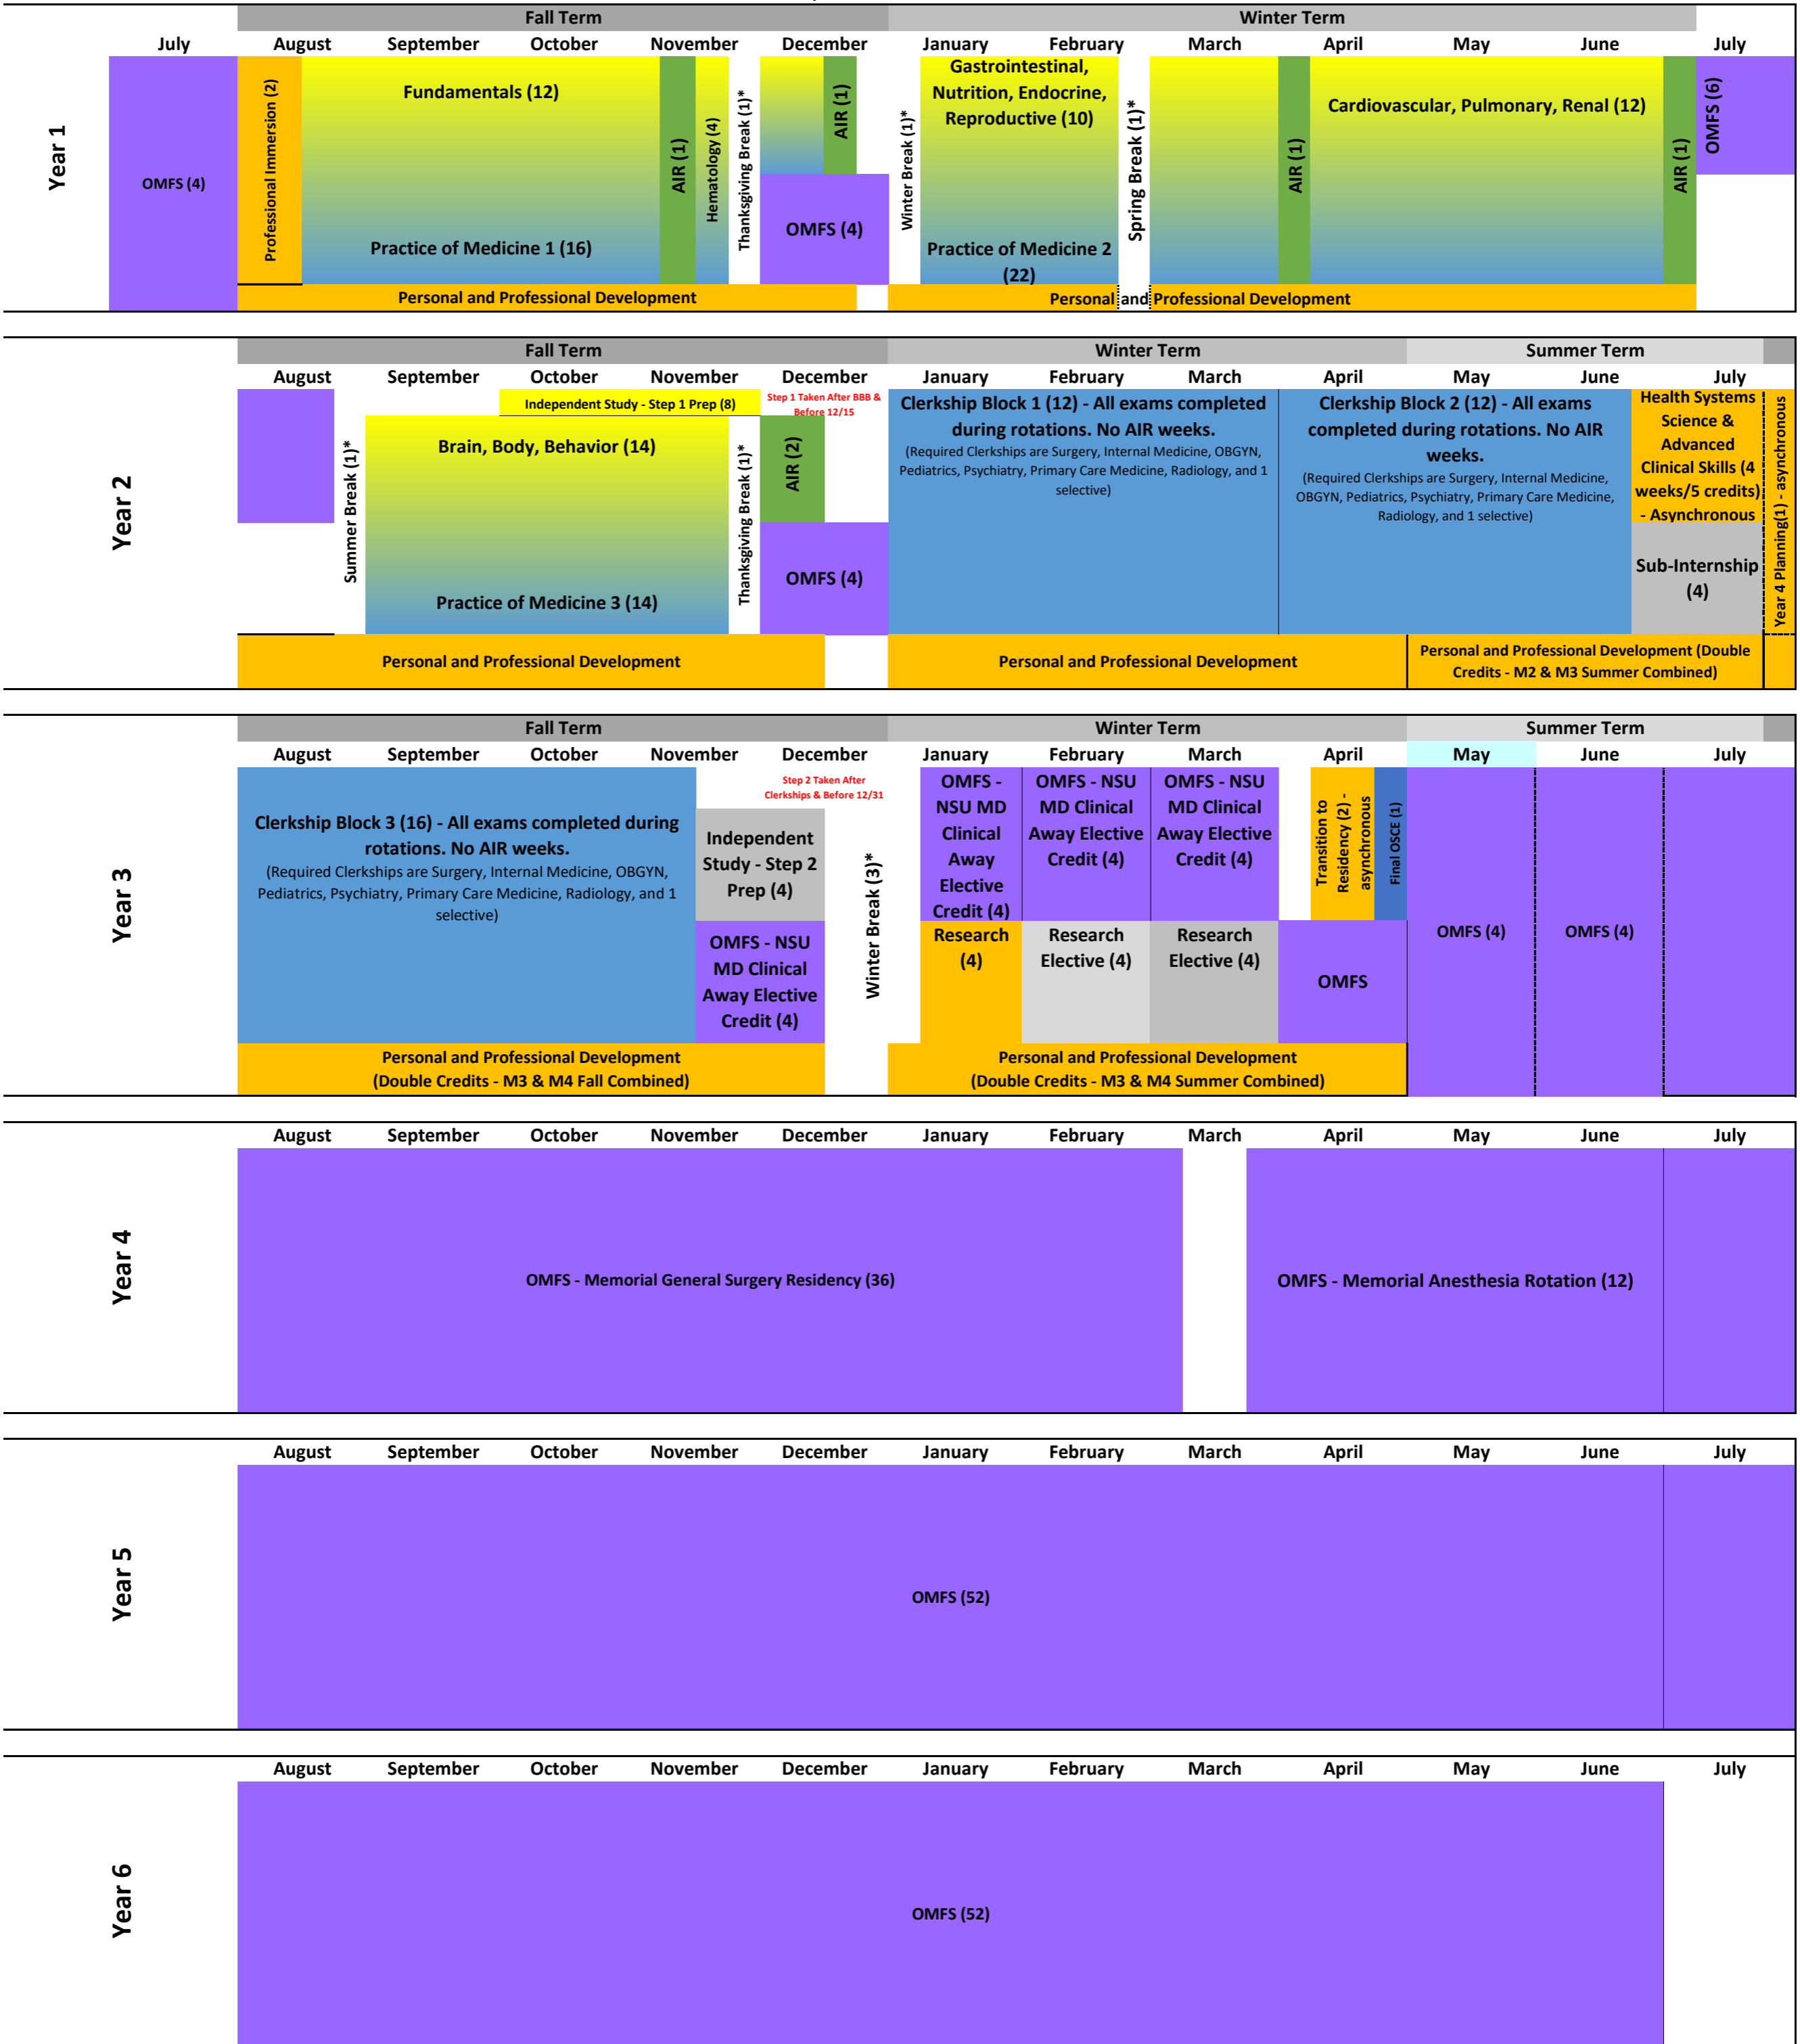 Fall Term
Winter Term
July
August
September
October
November
December
January
February
March
April
May
June
July
Year 1
OMFS (4)
Professional Immersion (2)
Fundamentals (12)
Practice of Medicine 1 (16)
AIR (1)
Hematology (4)
Thanksgiving Break (1)*
AIR (1)
OMFS (4)
Winter Break (1)*
Gastrointestinal,
Nutrition, Endocrine,
Reproductive (10)
Practice of Medicine 2
(22)
Spring Break (1)*
AIR (1)
Cardiovascular, Pulmonary, Renal (12)
AIR (1)
OMFS (6)
Personal and Professional Development
Personal and Professional Development
Fall Term
Winter Term
Summer Term
August
September
October
November
December
January
February
March
April
May
June
July
Year 2
Summer Break (1)*
Independent Study - Step 1 Prep (8)
Brain, Body, Behavior (14)
Practice of Medicine 3 (14)
Thanksgiving Break (1)*
Step 1 Taken After BBB &
Before 12/15
AIR (2)
OMFS (4)
Clerkship Block 1 (12) - All exams completed
during rotations. No AIR weeks.
(Required Clerkships are Surgery, Internal Medicine, OBGYN,
Pediatrics, Psychiatry, Primary Care Medicine, Radiology, and 1
selective)
Clerkship Block 2 (12) - All exams
completed during rotations. No AIR
weeks.
(Required Clerkships are Surgery, Internal Medicine,
OBGYN, Pediatrics, Psychiatry, Primary Care Medicine,
Radiology, and 1 selective)
Health Systems
Science &
Advanced
Clinical Skills (4
weeks/5 credits)
- Asynchronous
Sub-Internship
(4)
Year 4 Planning(1) - asynchronous
Personal and Professional Development
Personal and Professional Development
Personal and Professional Development (Double
Credits - M2 & M3 Summer Combined)
Fall Term
Winter Term
Summer Term
August
September
October
November
December
January
February
March
April
May
June
July
Year 3
Clerkship Block 3 (16) - All exams completed during
rotations. No AIR weeks.
(Required Clerkships are Surgery, Internal Medicine, OBGYN,
Pediatrics, Psychiatry, Primary Care Medicine, Radiology, and 1
selective)
Step 2 Taken After
Clerkships & Before 12/31
Independent
Study - Step 2
Prep (4)
OMFS - NSU
MD Clinical
Away Elective
Credit (4)
Winter Break (3)*
OMFS -
NSU MD
Clinical
Away
Elective
Credit (4)
Research
(4)
OMFS - NSU
MD Clinical
Away Elective
Credit (4)
Research
Elective (4)
OMFS - NSU
MD Clinical
Away Elective
Credit (4)
Research
Elective (4)
Transition to
Residency (2) -
asynchronous
Final OSCE (1)
OMFS
OMFS (4)
OMFS (4)
Personal and Professional Development
(Double Credits - M3 & M4 Fall Combined)
Personal and Professional Development
(Double Credits - M3 & M4 Summer Combined)
August
September
October
November
December
January
February
March
April
May
June
July
Year 4
OMFS - Memorial General Surgery Residency (36)
OMFS - Memorial Anesthesia Rotation (12)
August
September
October
November
December
January
February
March
April
May
June
July
Year 5
OMFS (52)
August
September
October
November
December
January
February
March
April
May
June
July
Year 6
OMFS (52)